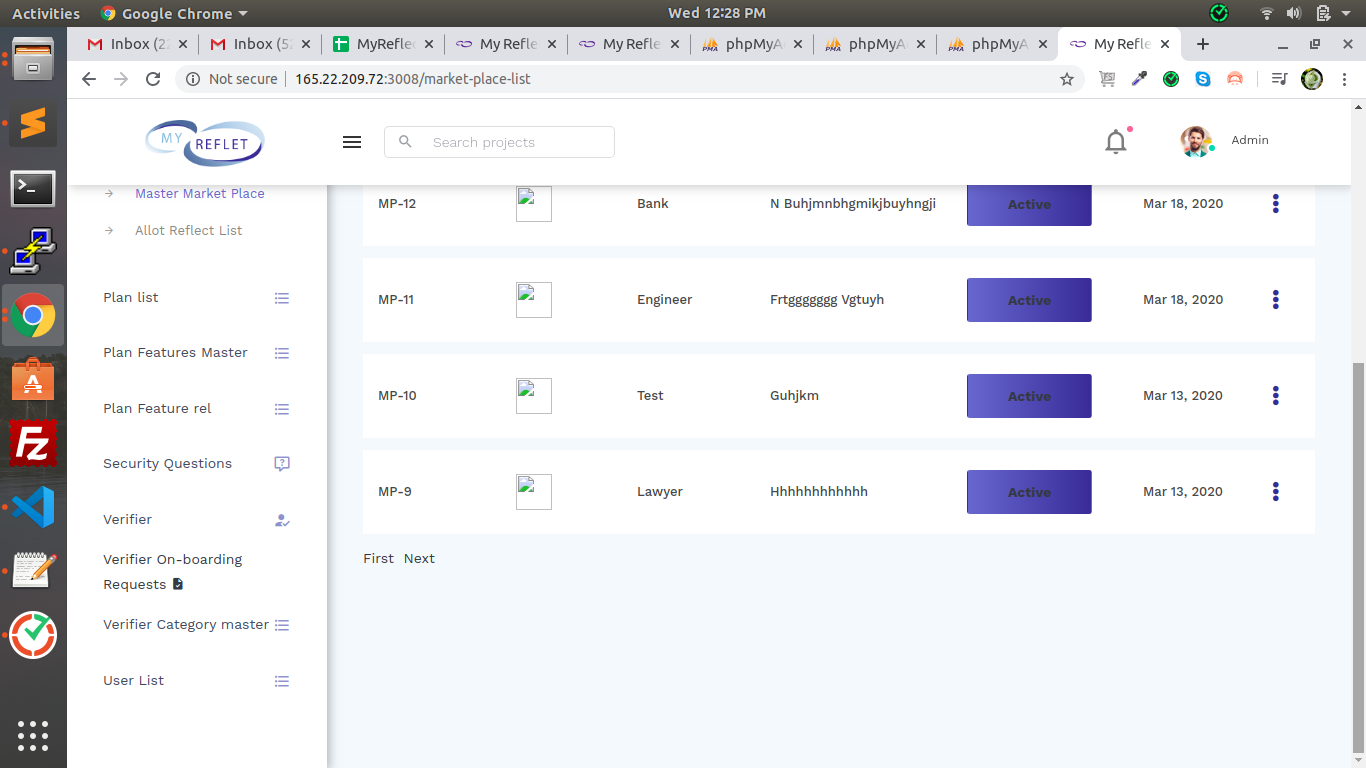 Activities Google Chrome Wed 12:28 PM
Inbox (2 Inbox (52 MyReflec My Refle My Refle phpMyA phpMyA phpMyA My Refle
Not secure 165.22.209.72:3008/market-place-list
MY REFLET Search projects Admin
Master Market Place
Allot Reflect List
Plan list
Plan Features Master
Plan Feature rel
Security Questions
Verifier
Verifier On-boarding
Requests
Verifier Category master
User List
MP-12 Bank N Buhjmnbhgmikjbuyhngji Active Mar 18, 2020
MP-11 Engineer Frtggggggg Vgtuyh Active Mar 18, 2020
MP-10 Test Guhjkm Active Mar 13, 2020
MP-9 Lawyer Hhhhhhhhhhhh Active Mar 13, 2020
First Next